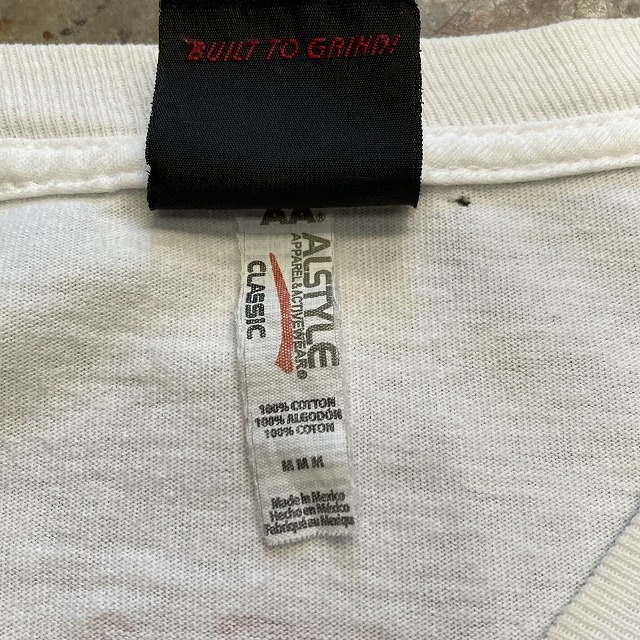 BUILT TO GRIND!
AA®
ALSTYLE
APPAREL & ACTIVEWEAR®
CLASSIC
100% COTTON
100% ALGODÓN
100% COTON
M M M
Made in Mexico
Hecho en México
Fabriqué au Mexique